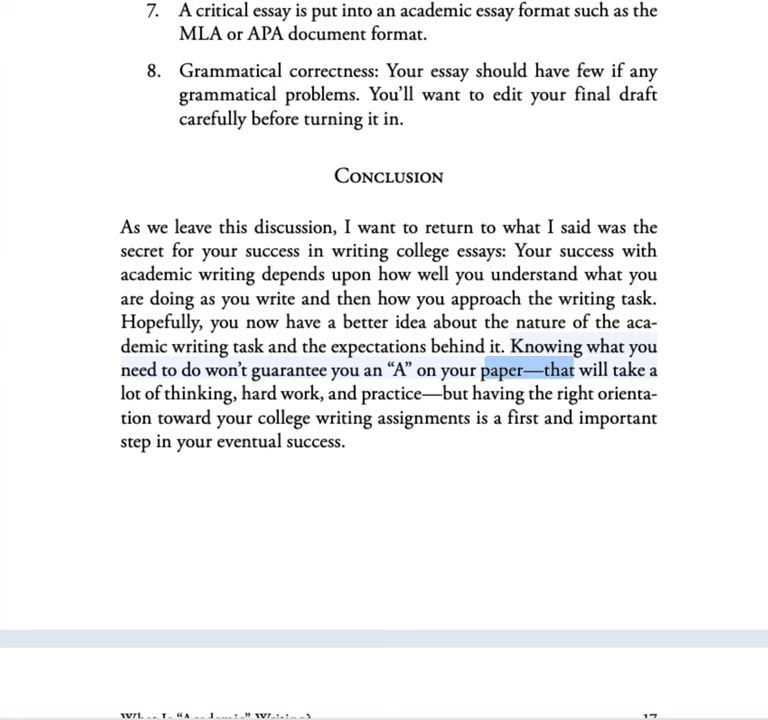 7. A critical essay is put into an academic essay format such as the
MLA or APA document format.
8. Grammatical correctness: Your essay should have few if any
grammatical problems. You’ll want to edit your final draft
carefully before turning it in.
Conclusion
As we leave this discussion, I want to return to what I said was the
secret for your success in writing college essays: Your success with
academic writing depends upon how well you understand what you
are doing as you write and then how you approach the writing task.
Hopefully, you now have a better idea about the nature of the aca-
demic writing task and the expectations behind it. Knowing what you
need to do won’t guarantee you an “A” on your paper—that will take a
lot of thinking, hard work, and practice—but having the right orienta-
tion toward your college writing assignments is a first and important
step in your eventual success.
What Is “Academic” Writing? 17